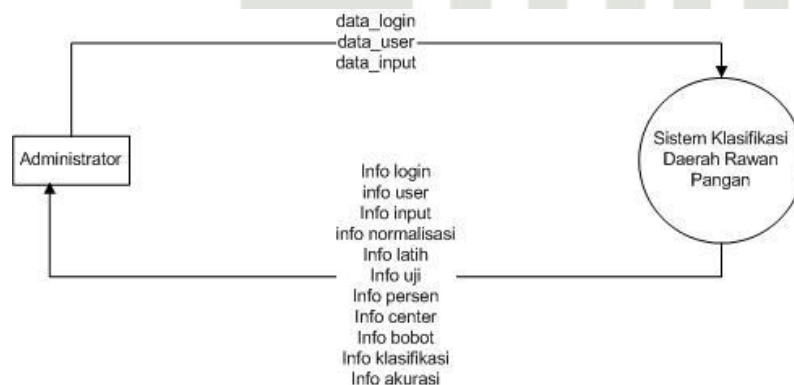 data_login
data_user
data_input
Administrator
Sistem Klasifikasi
Daerah Rawan
Pangan
Info login
info user
Info input
info normalisasi
Info latih
Info uji
Info persen
Info center
Info bobot
Info klasifikasi
Info akurasi